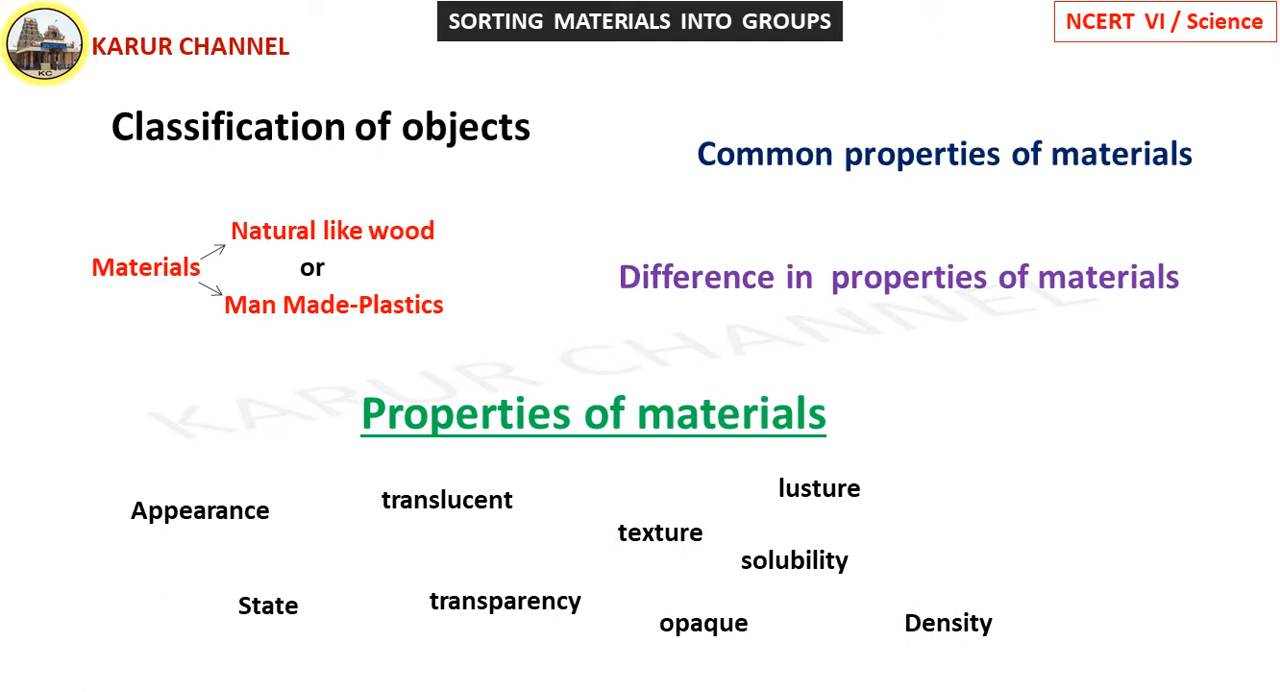 SORTING MATERIALS INTO GROUPS
NCERT VI / Science
KARUR CHANNEL
KC
Classification of objects
Common properties of materials
Natural like wood
Materials
or
Man Made-Plastics
Difference in properties of materials
KARUR CHANNEL
Properties of materials
lusture
translucent
Appearance
texture
solubility
transparency
State
opaque
Density